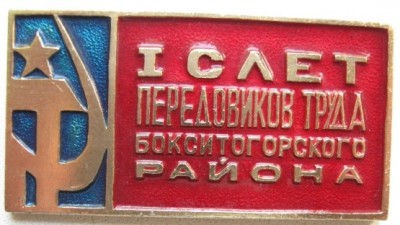 I СЛЕТ
ПЕРЕДОВИКОВ ТРУДА
БОКСИТОГОРСКОГО
РАЙОНА